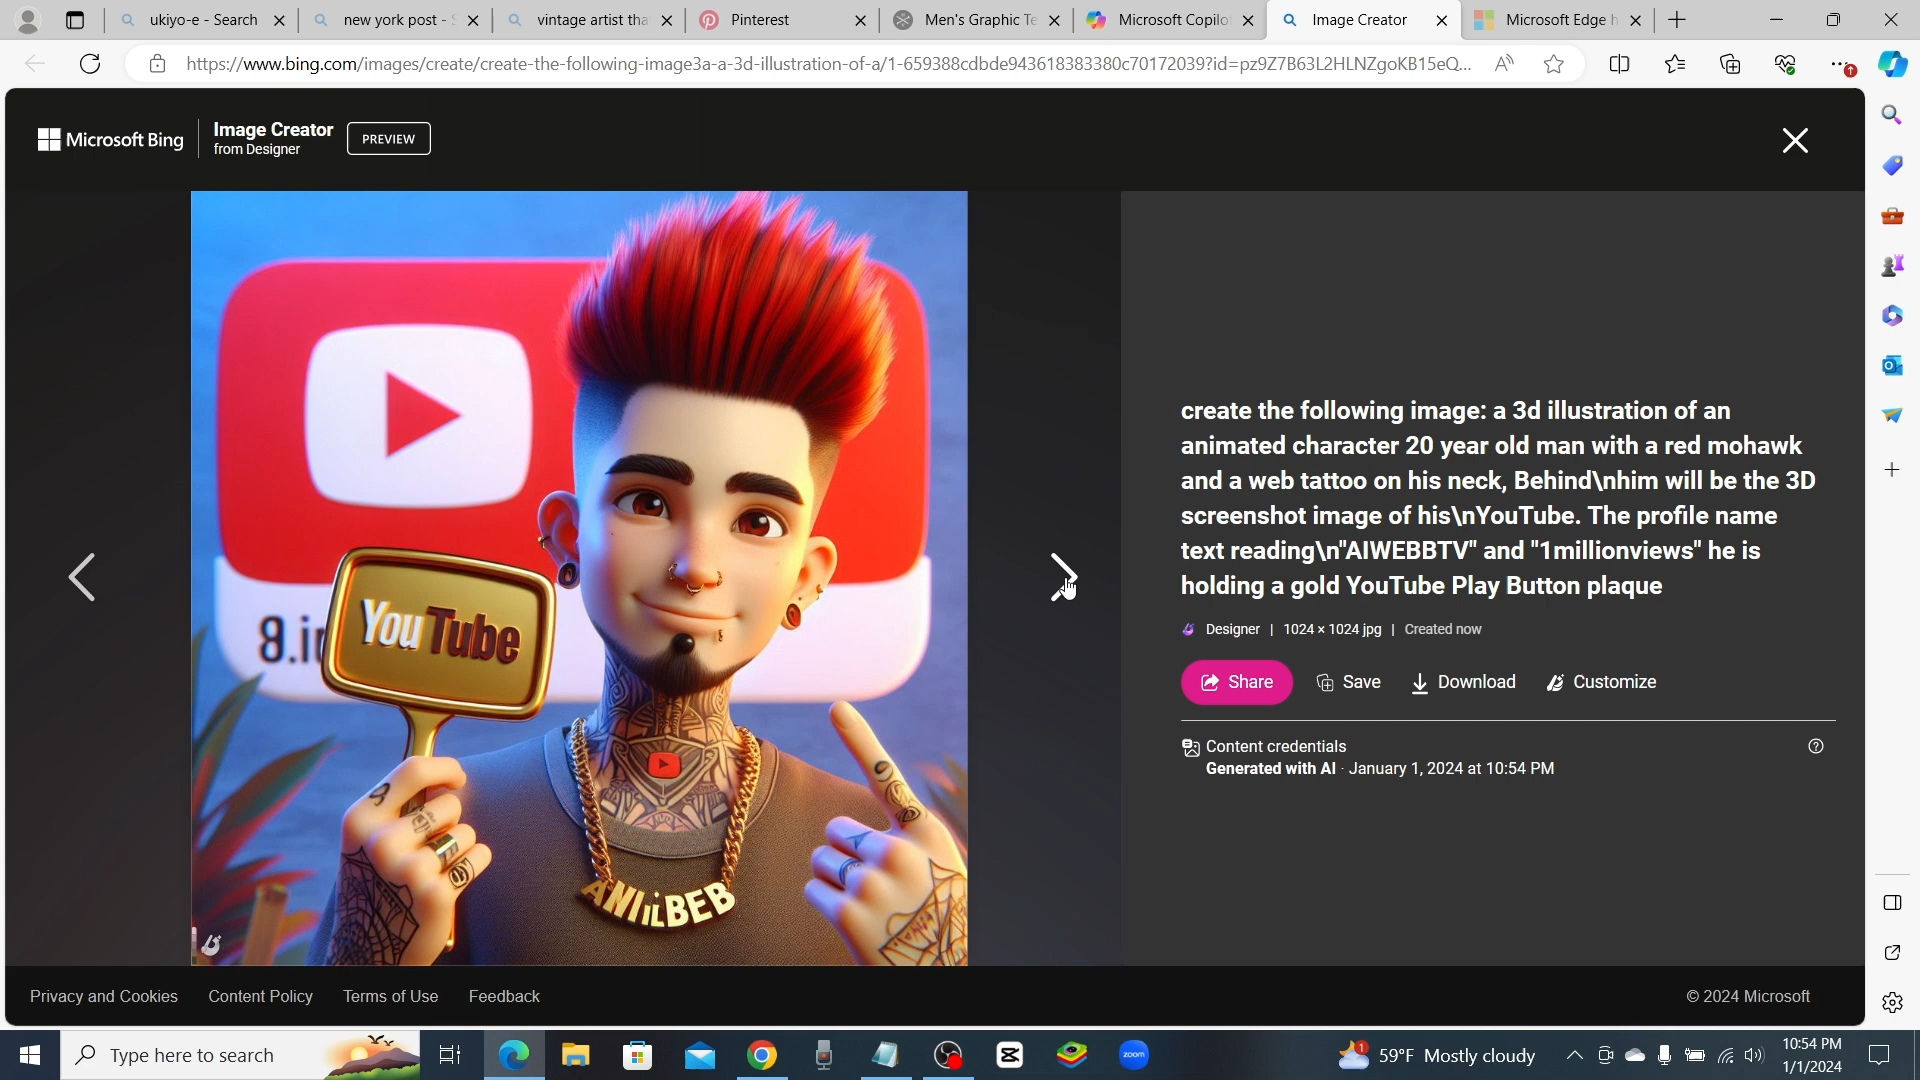 ukiyo-e - Search
new york post - S
vintage artist tha
Pinterest
Men's Graphic Te
Microsoft Copilo
Image Creator
Microsoft Edge h
https://www.bing.com/images/create/create-the-following-image3a-a-3d-illustration-of-a/1-659388cdbde943618383380c70172039?id=pz9Z7B63L2HLNZgoKB15eQ...
Microsoft Bing
Image Creator
from Designer
PREVIEW
8.i
YouTube
ANIiLBEB
create the following image: a 3d illustration of an
animated character 20 year old man with a red mohawk
and a web tattoo on his neck, Behind\nhim will be the 3D
screenshot image of his\nYouTube. The profile name
text reading\n"AIWEBBTV" and "1millionviews" he is
holding a gold YouTube Play Button plaque
Designer | 1024 × 1024 jpg | Created now
Share
Save
Download
Customize
Content credentials
Generated with AI · January 1, 2024 at 10:54 PM
Privacy and Cookies
Content Policy
Terms of Use
Feedback
© 2024 Microsoft
Type here to search
zoom
1
59°F Mostly cloudy
10:54 PM
1/1/2024